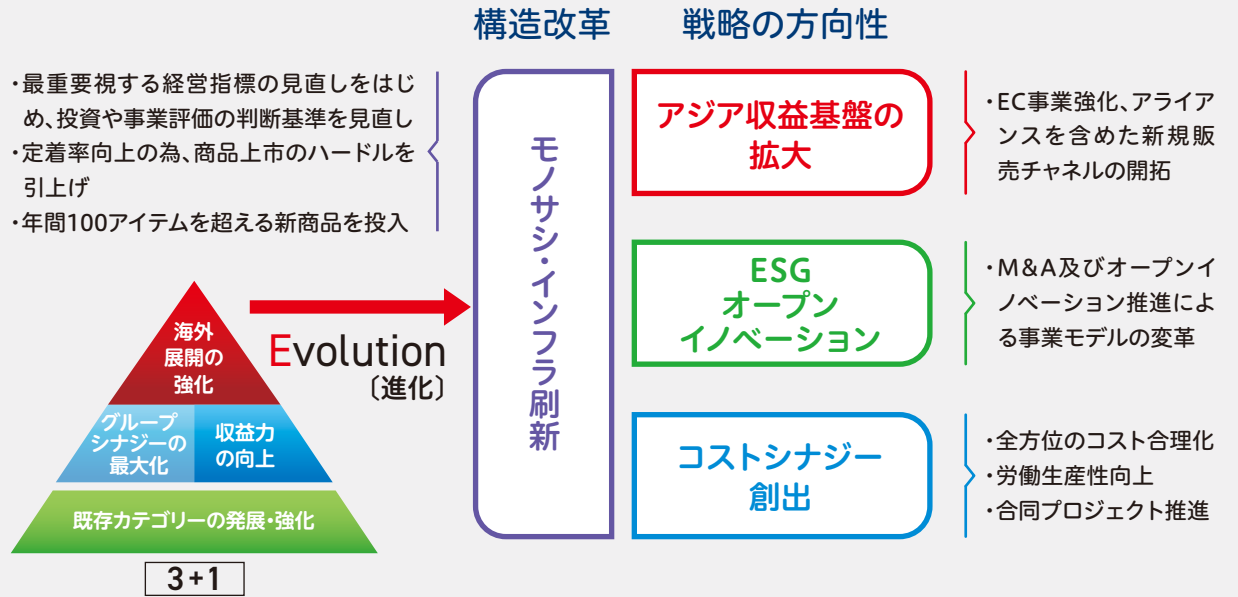 構造改革
戦略の方向性
・最重要視する経営指標の見直しをはじ
め、投資や事業評価の判断基準を見直し
・定着率向上の為、商品上市のハードルを
引上げ
・年間100アイテムを超える新商品を投入
海外
展開の
強化
グループ
シナジーの
最大化
収益力
の向上
既存カテゴリーの発展・強化
3+1
Evolution
〔進化〕
モノサシ・インフラ刷新
アジア収益基盤の
拡大
・EC事業強化、アライア
ンスを含めた新規販
売チャネルの開拓
ESG
オープン
イノベーション
・M&A及びオープンイ
ノベーション推進によ
る事業モデルの変革
コストシナジー
創出
・全方位のコスト合理化
・労働生産性向上
・合同プロジェクト推進